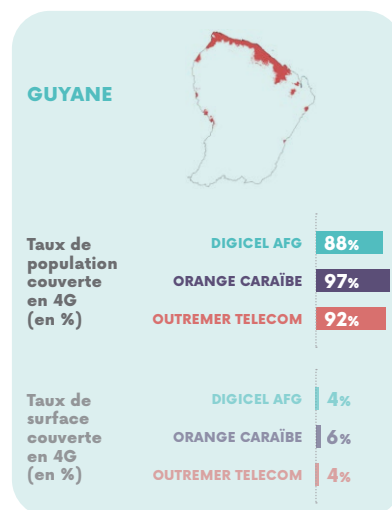 GUYANE
Taux de
population
couverte
en 4G
(en %)
DIGICEL AFG 88%
ORANGE CARAÏBE 97%
OUTREMER TELECOM 92%
Taux de
surface
couverte
en 4G
(en %)
DIGICEL AFG 4%
ORANGE CARAÏBE 6%
OUTREMER TELECOM 4%